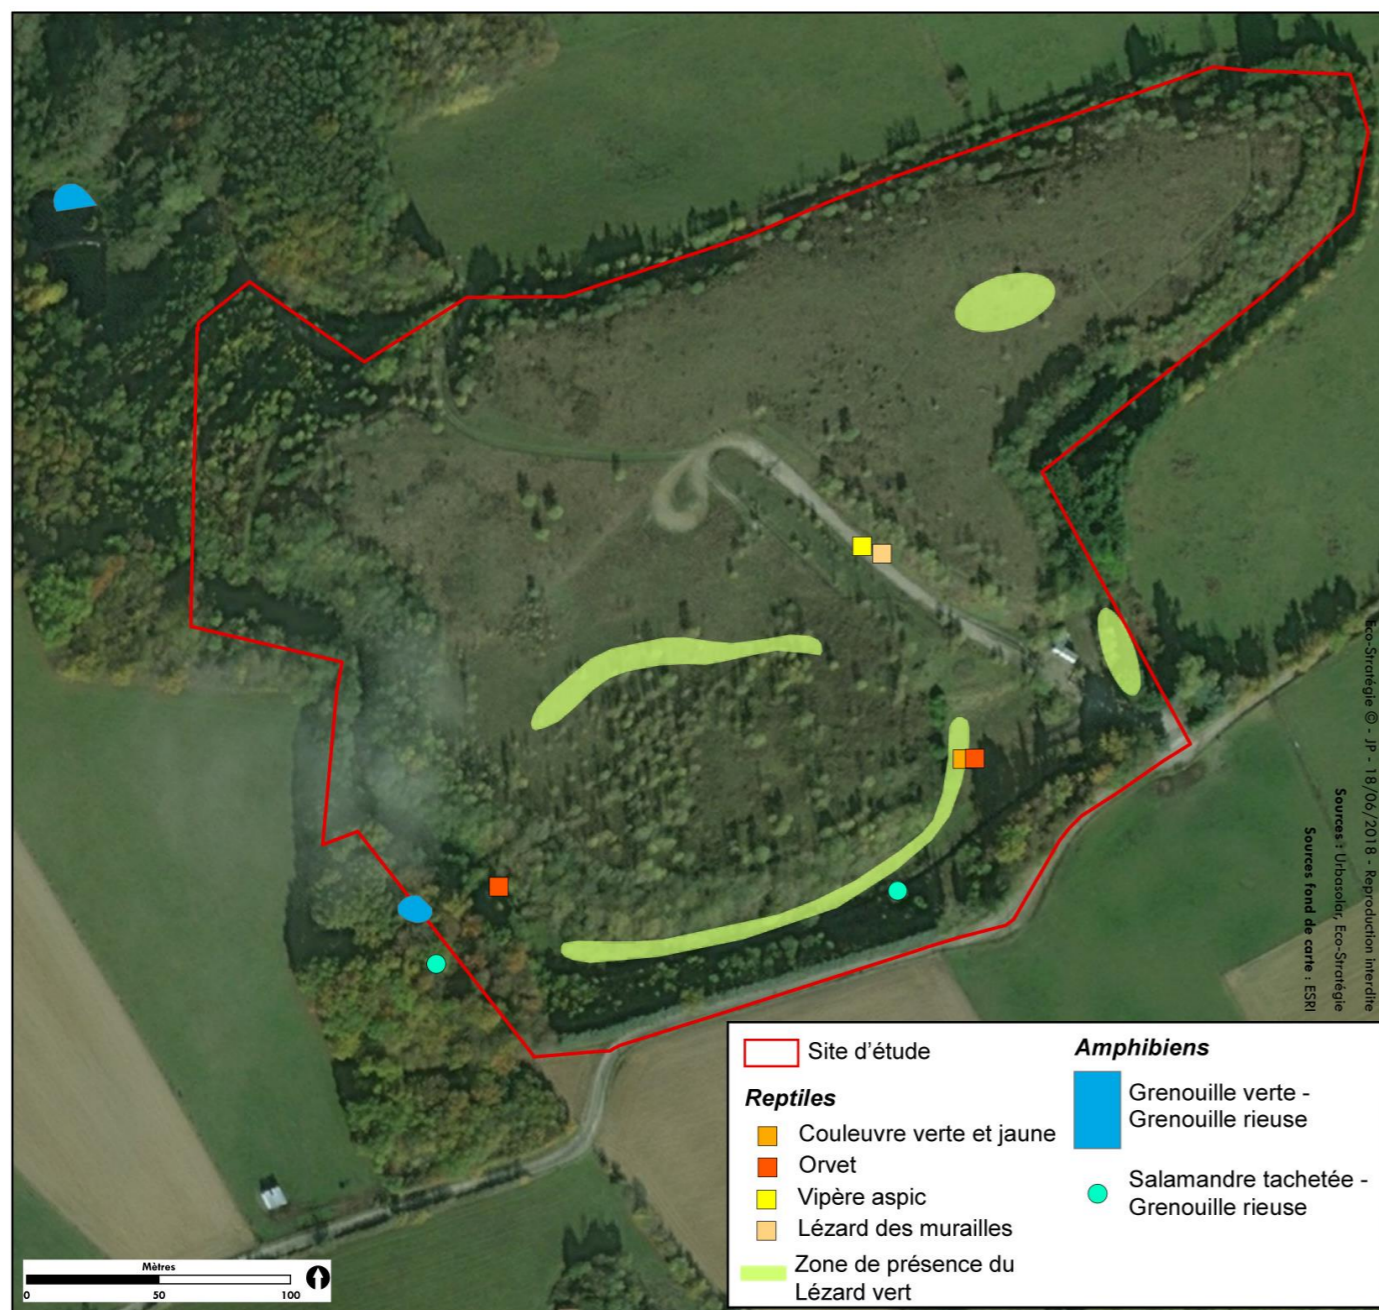 Eco-Stratégie © - JP - 18/06/2018 - Reproduction interdite
Sources : Urbasolar, Eco-Stratégie
Sources fond de carte : ESRI
Site d'étude
Reptiles
Couleuvre verte et jaune
Orvet
Vipère aspic
Lézard des murailles
Zone de présence du
Lézard vert
Amphibiens
Grenouille verte -
Grenouille rieuse
Salamandre tachetée -
Grenouille rieuse
Mètres
0 50 100